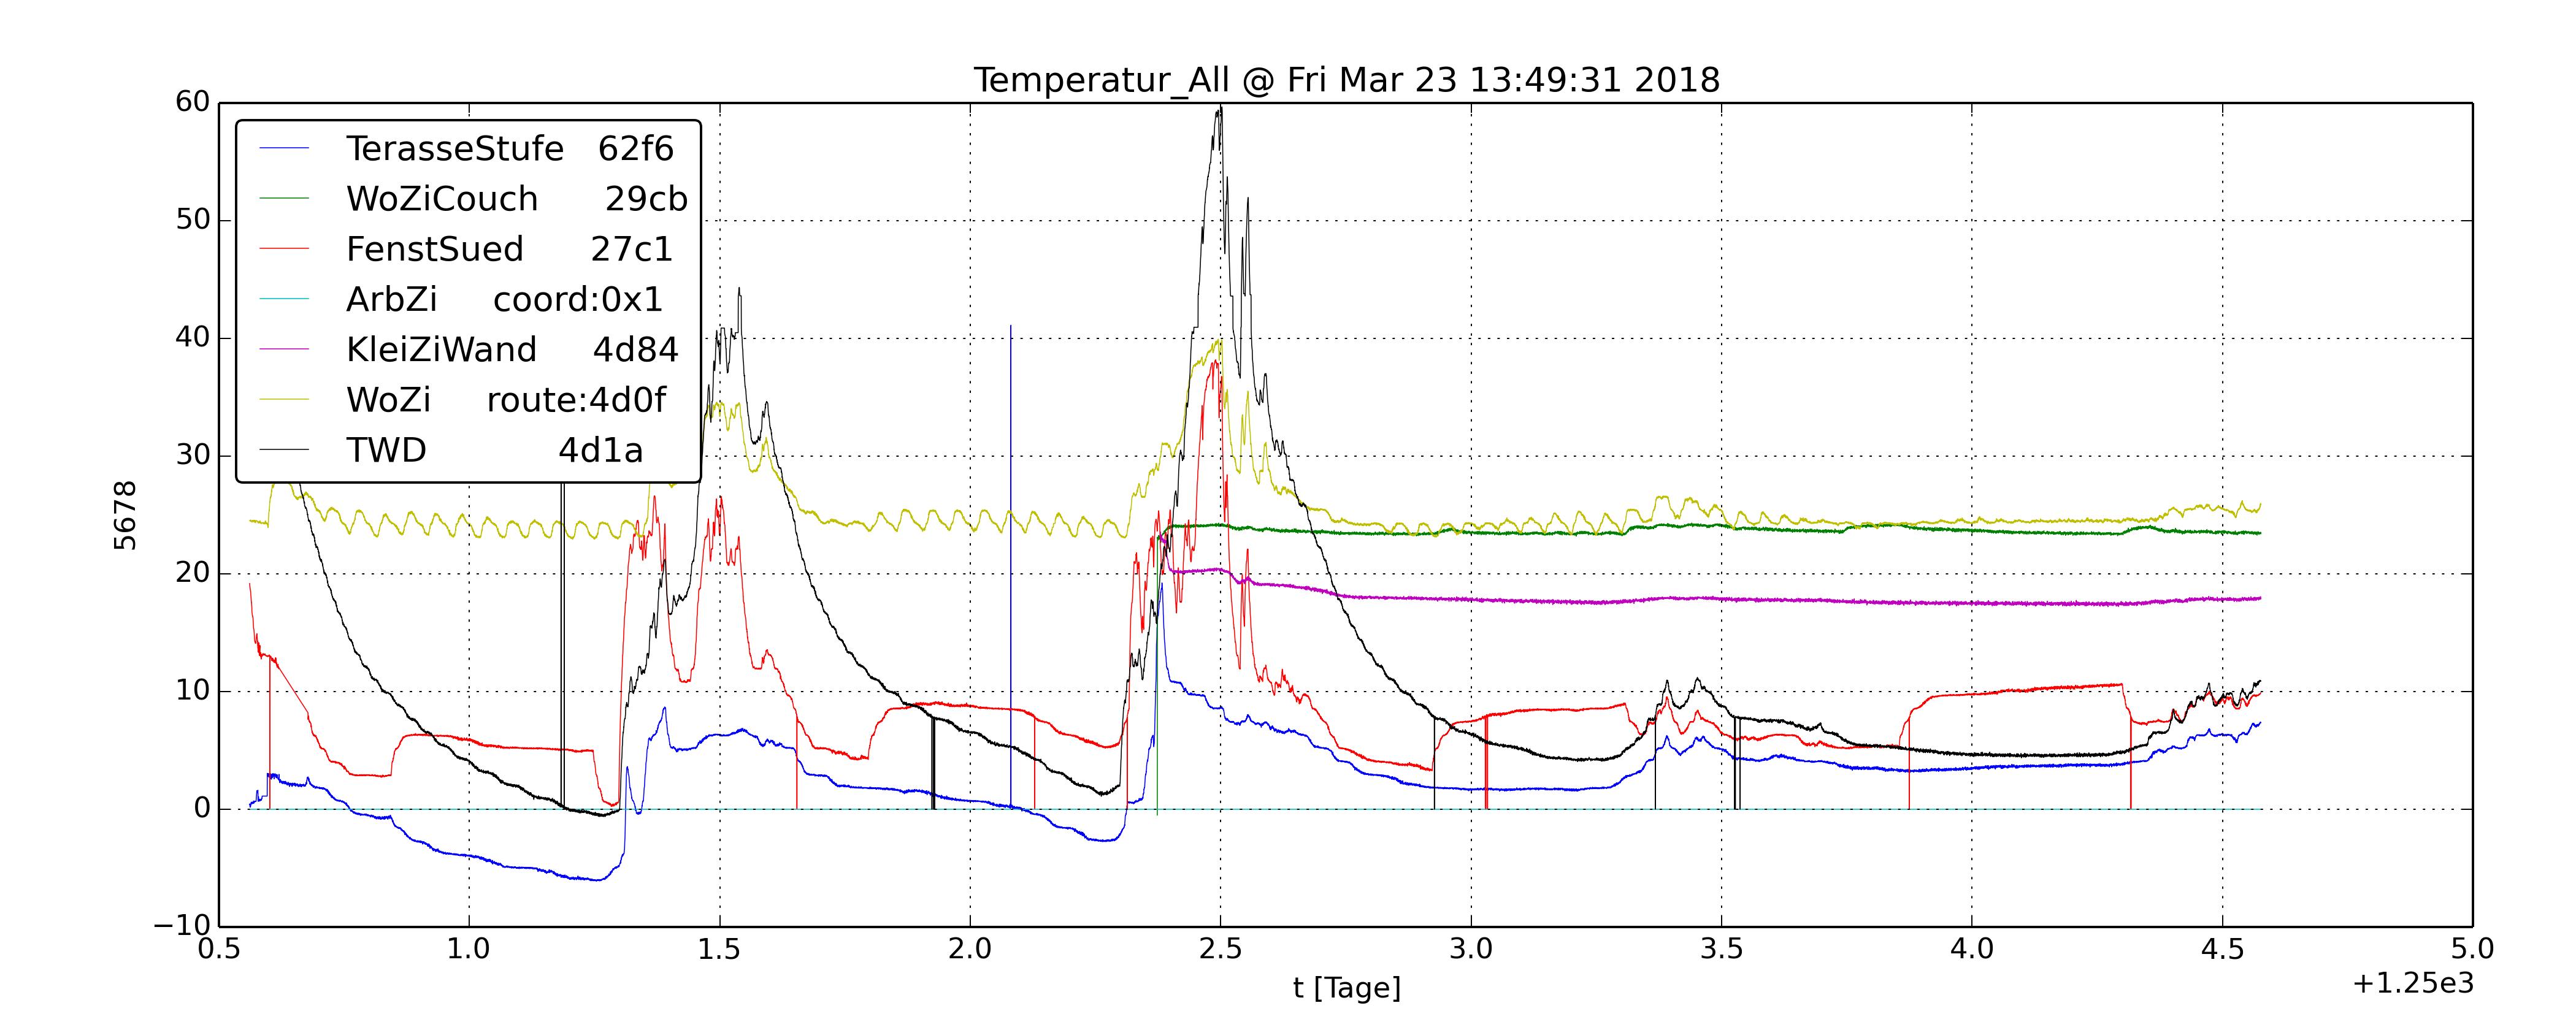 Temperatur_All @ Fri Mar 23 13:49:31 2018
60
50
40
30
20
10
0
−10
5678
TerasseStufe 62f6
WoZiCouch 29cb
FenstSued 27c1
ArbZi coord:0x1
KleiZiWand 4d84
WoZi route:4d0f
TWD 4d1a
0.5 1.0 1.5 2.0 2.5 3.0 3.5 4.0 4.5 5.0
t [Tage]
+1.25e3